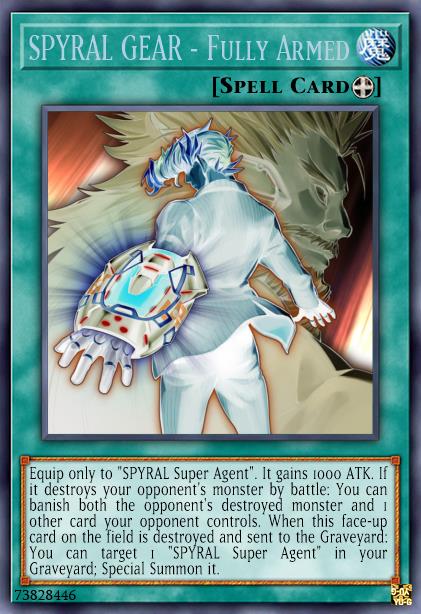 SPYRAL GEAR - Fully Armed 魔
[Spell Card]
Equip only to "SPYRAL Super Agent". It gains 1000 ATK. If
it destroys your opponent's monster by battle: You can
banish both the opponent's destroyed monster and 1
other card your opponent controls. When this face-up
card on the field is destroyed and sent to the Graveyard:
You can target 1 "SPYRAL Super Agent" in your
Graveyard; Special Summon it.
73828446